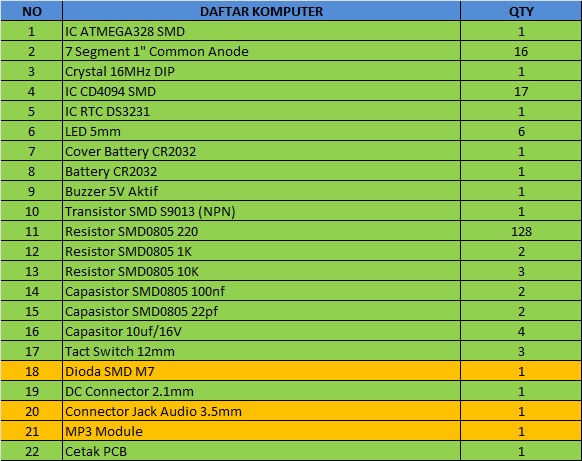 NO DAFTAR KOMPUTER QTY
1 IC ATMEGA328 SMD 1
2 7 Segment 1" Common Anode 16
3 Crystal 16MHz DIP 1
4 IC CD4094 SMD 17
5 IC RTC DS3231 1
6 LED 5mm 6
7 Cover Battery CR2032 1
8 Battery CR2032 1
9 Buzzer 5V Aktif 1
10 Transistor SMD S9013 (NPN) 1
11 Resistor SMD0805 220 128
12 Resistor SMD0805 1K 2
13 Resistor SMD0805 10K 3
14 Capasistor SMD0805 100nf 2
15 Capasistor SMD0805 22pf 2
16 Capasitor 10uf/16V 4
17 Tact Switch 12mm 3
18 Dioda SMD M7 1
19 DC Connector 2.1mm 1
20 Connector Jack Audio 3.5mm 1
21 MP3 Module 1
22 Cetak PCB 1